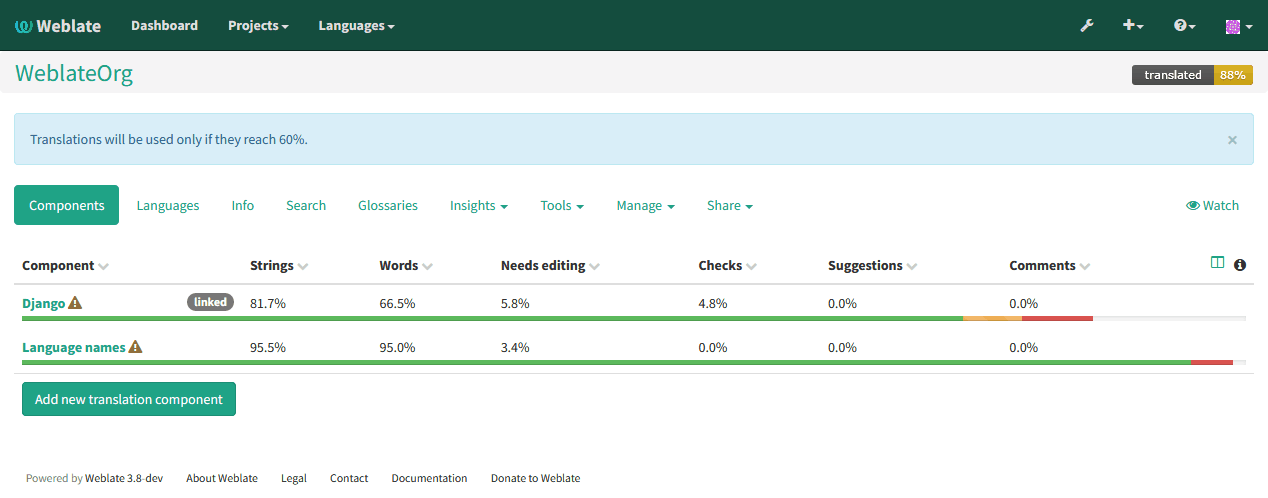 Weblate Dashboard Projects Languages
WeblateOrg translated 88%
Translations will be used only if they reach 60%. ×
Components Languages Info Search Glossaries Insights Tools Manage Share Watch
Component Strings Words Needs editing Checks Suggestions Comments
Django linked 81.7% 66.5% 5.8% 4.8% 0.0% 0.0%
Language names 95.5% 95.0% 3.4% 0.0% 0.0% 0.0%
Add new translation component
Powered by Weblate 3.8-dev About Weblate Legal Contact Documentation Donate to Weblate